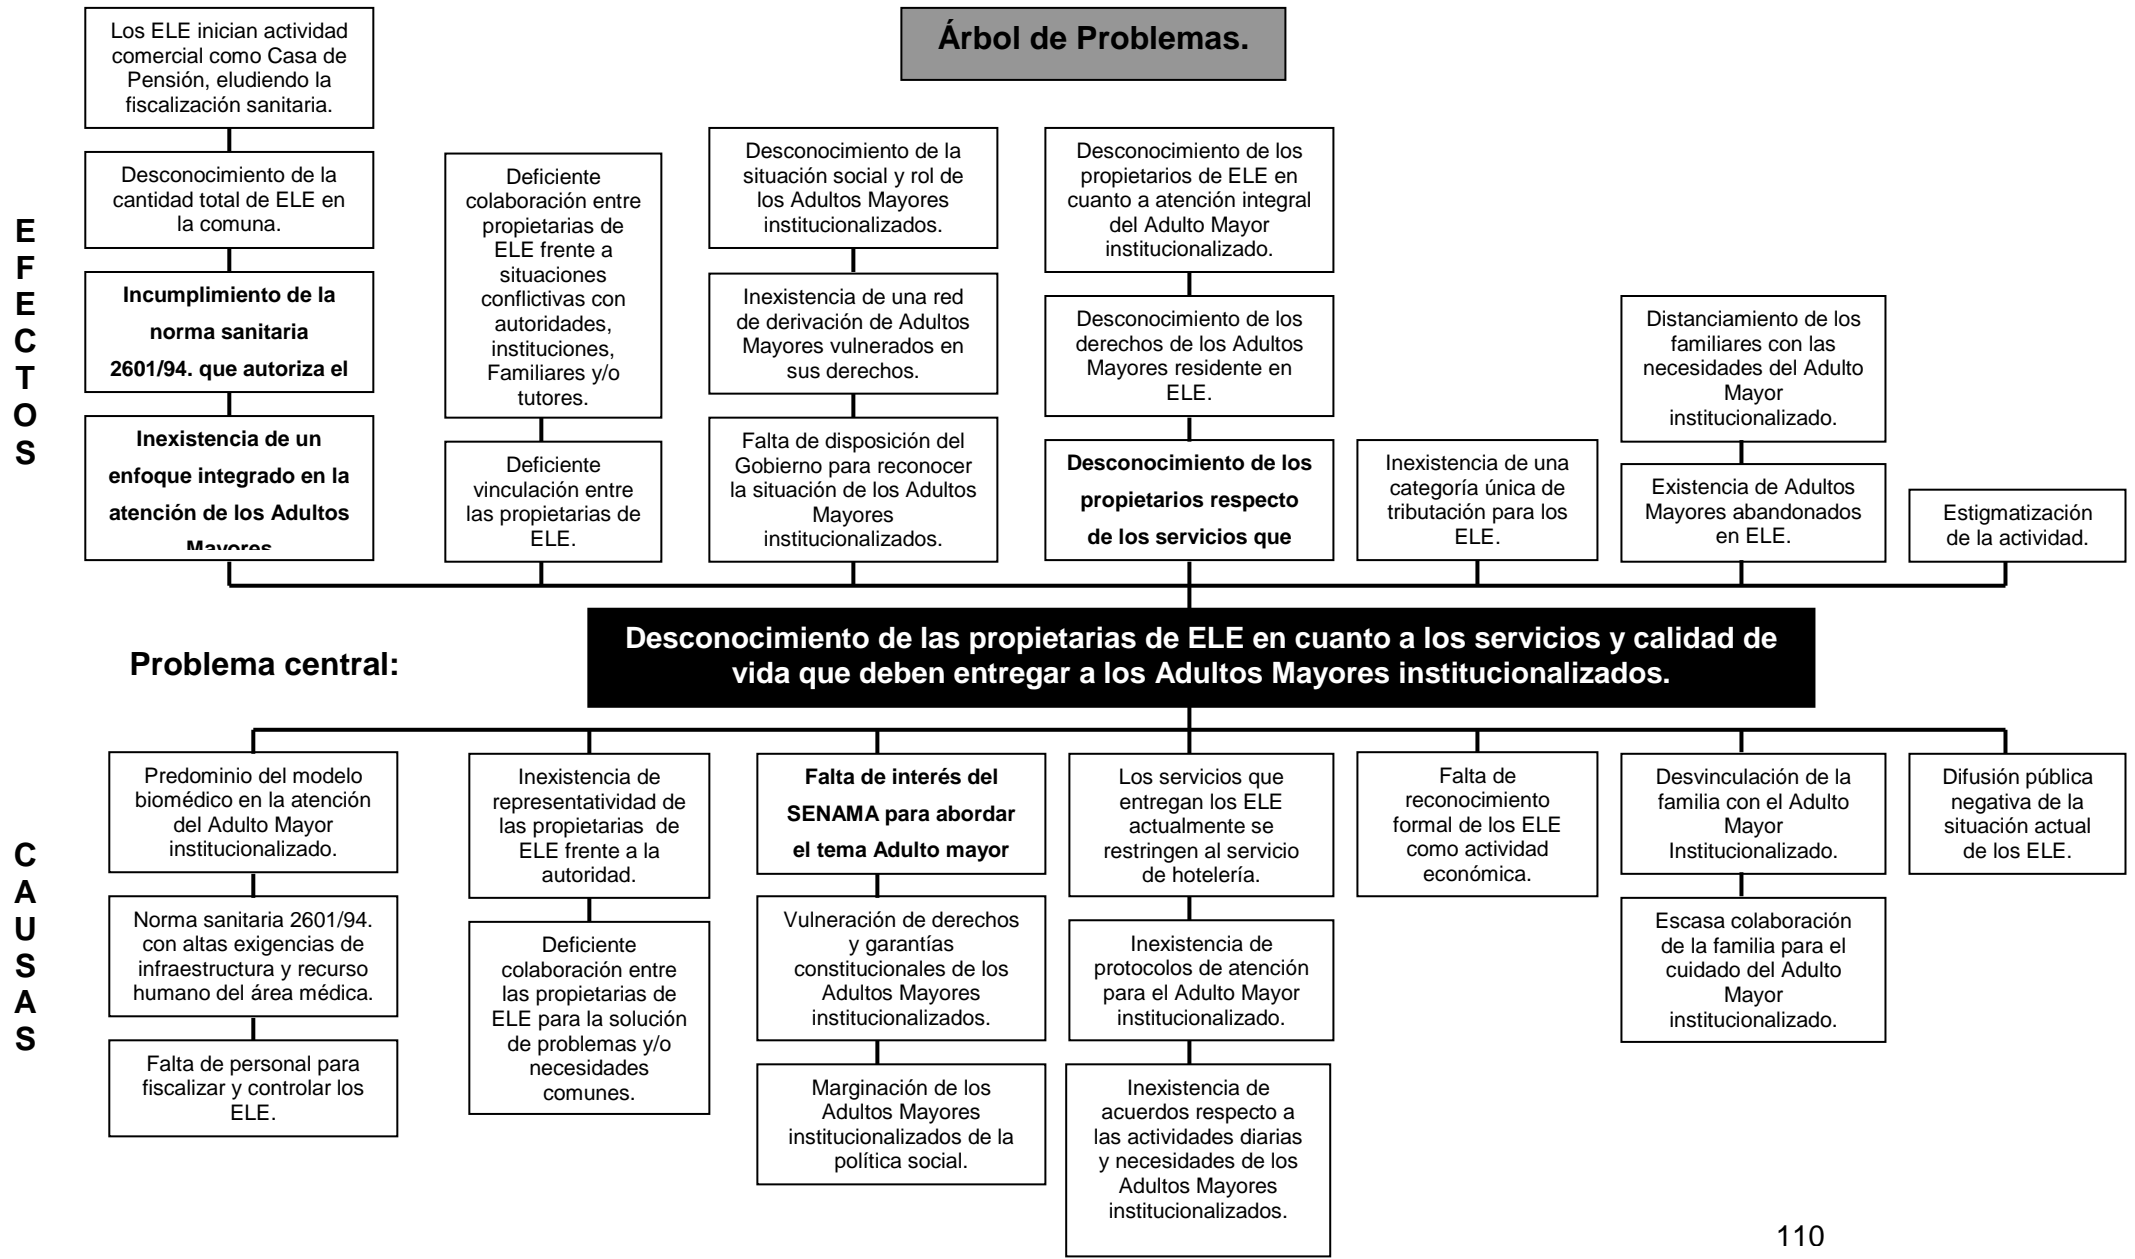 Árbol de Problemas.
EFECTOS
Los ELE inician actividad
comercial como Casa de
Pensión, eludiendo la
fiscalización sanitaria.
Desconocimiento de la
cantidad total de ELE en
la comuna.
Incumplimiento de la
norma sanitaria
2601/94. que autoriza el
Inexistencia de un
enfoque integrado en la
atención de los Adultos
Mayores
Deficiente
colaboración entre
propietarias de
ELE frente a
situaciones
conflictivas con
autoridades,
instituciones,
Familiares y/o
tutores.
Deficiente
vinculación entre
las propietarias de
ELE.
Desconocimiento de la
situación social y rol de
los Adultos Mayores
institucionalizados.
Inexistencia de una red
de derivación de Adultos
Mayores vulnerados en
sus derechos.
Falta de disposición del
Gobierno para reconocer
la situación de los Adultos
Mayores
institucionalizados.
Desconocimiento de los
propietarios de ELE en
cuanto a atención integral
del Adulto Mayor
institucionalizado.
Desconocimiento de los
derechos de los Adultos
Mayores residente en
ELE.
Desconocimiento de los
propietarios respecto
de los servicios que
Inexistencia de una
categoría única de
tributación para los
ELE.
Distanciamiento de los
familiares con las
necesidades del Adulto
Mayor
institucionalizado.
Existencia de Adultos
Mayores abandonados
en ELE.
Estigmatización
de la actividad.
Problema central:
Desconocimiento de las propietarias de ELE en cuanto a los servicios y calidad de
vida que deben entregar a los Adultos Mayores institucionalizados.
CAUSAS
Predominio del modelo
biomédico en la atención
del Adulto Mayor
institucionalizado.
Norma sanitaria 2601/94.
con altas exigencias de
infraestructura y recurso
humano del área médica.
Falta de personal para
fiscalizar y controlar los
ELE.
Inexistencia de
representatividad de
las propietarias de
ELE frente a la
autoridad.
Deficiente
colaboración entre
las propietarias de
ELE para la solución
de problemas y/o
necesidades
comunes.
Falta de interés del
SENAMA para abordar
el tema Adulto mayor
Vulneración de derechos
y garantías
constitucionales de los
Adultos Mayores
institucionalizados.
Marginación de los
Adultos Mayores
institucionalizados de la
política social.
Los servicios que
entregan los ELE
actualmente se
restringen al servicio
de hotelería.
Inexistencia de
protocolos de atención
para el Adulto Mayor
institucionalizado.
Inexistencia de
acuerdos respecto a
las actividades diarias
y necesidades de los
Adultos Mayores
institucionalizados.
Falta de
reconocimiento
formal de los ELE
como actividad
económica.
Desvinculación de la
familia con el Adulto
Mayor
Institucionalizado.
Escasa colaboración
de la familia para el
cuidado del Adulto
Mayor
institucionalizado.
Difusión pública
negativa de la
situación actual
de los ELE.
110